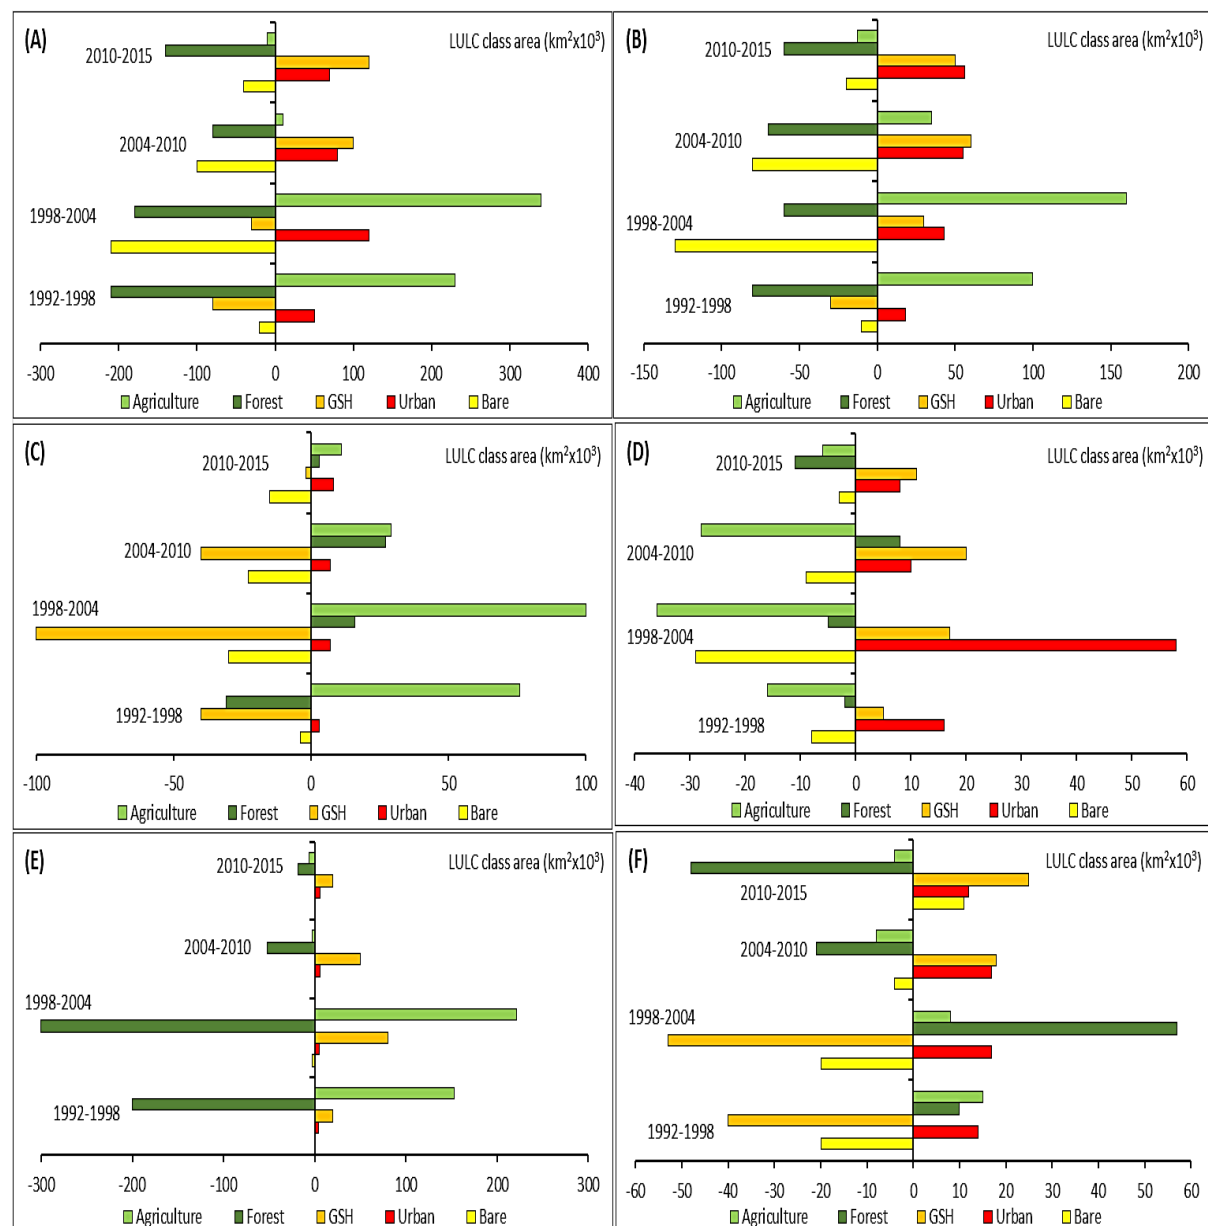 (A) LULC class area (km²x10³)
2010-2015
2004-2010
1998-2004
1992-1998
-300 -200 -100 0 100 200 300 400
Agriculture Forest GSH Urban Bare
(B) LULC class area (km²x10³)
2010-2015
2004-2010
1998-2004
1992-1998
-150 -100 -50 0 50 100 150 200
Agriculture Forest GSH Urban Bare
(C) LULC class area (km²x10³)
2010-2015
2004-2010
1998-2004
1992-1998
-100 -50 0 50 100
Agriculture Forest GSH Urban Bare
(D) LULC class area (km²x10³)
2010-2015
2004-2010
1998-2004
1992-1998
-40 -30 -20 -10 0 10 20 30 40 50 60
Agriculture Forest GSH Urban Bare
(E) LULC class area (km²x10³)
2010-2015
2004-2010
1998-2004
1992-1998
-300 -200 -100 0 100 200 300
Agriculture Forest GSH Urban Bare
(F) LULC class area (km²x10³)
2010-2015
2004-2010
1998-2004
1992-1998
-60 -50 -40 -30 -20 -10 0 10 20 30 40 50 60
Agriculture Forest GSH Urban Bare